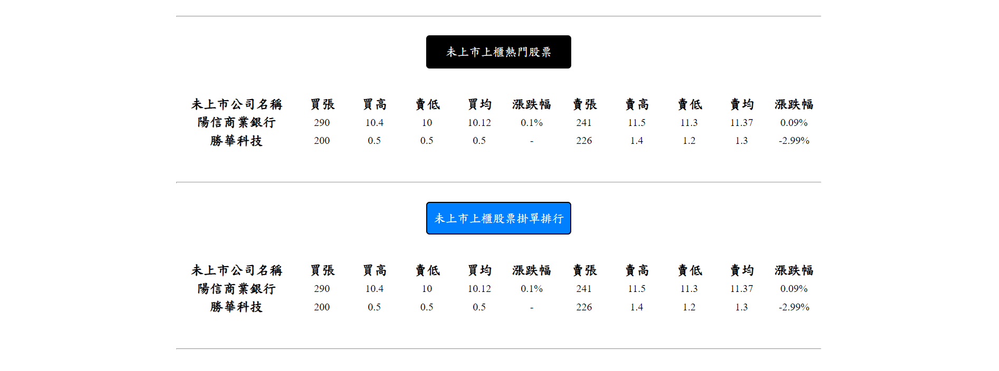 未上市上櫃熱門股票
未上市公司名稱 買張 買高 賣低 買均 漲跌幅 賣張 賣高 賣低 賣均 漲跌幅
陽信商業銀行 290 10.4 10 10.12 0.1% 241 11.5 11.3 11.37 0.09%
勝華科技 200 0.5 0.5 0.5 - 226 1.4 1.2 1.3 -2.99%
未上市上櫃股票掛單排行
未上市公司名稱 買張 買高 賣低 買均 漲跌幅 賣張 賣高 賣低 賣均 漲跌幅
陽信商業銀行 290 10.4 10 10.12 0.1% 241 11.5 11.3 11.37 0.09%
勝華科技 200 0.5 0.5 0.5 - 226 1.4 1.2 1.3 -2.99%